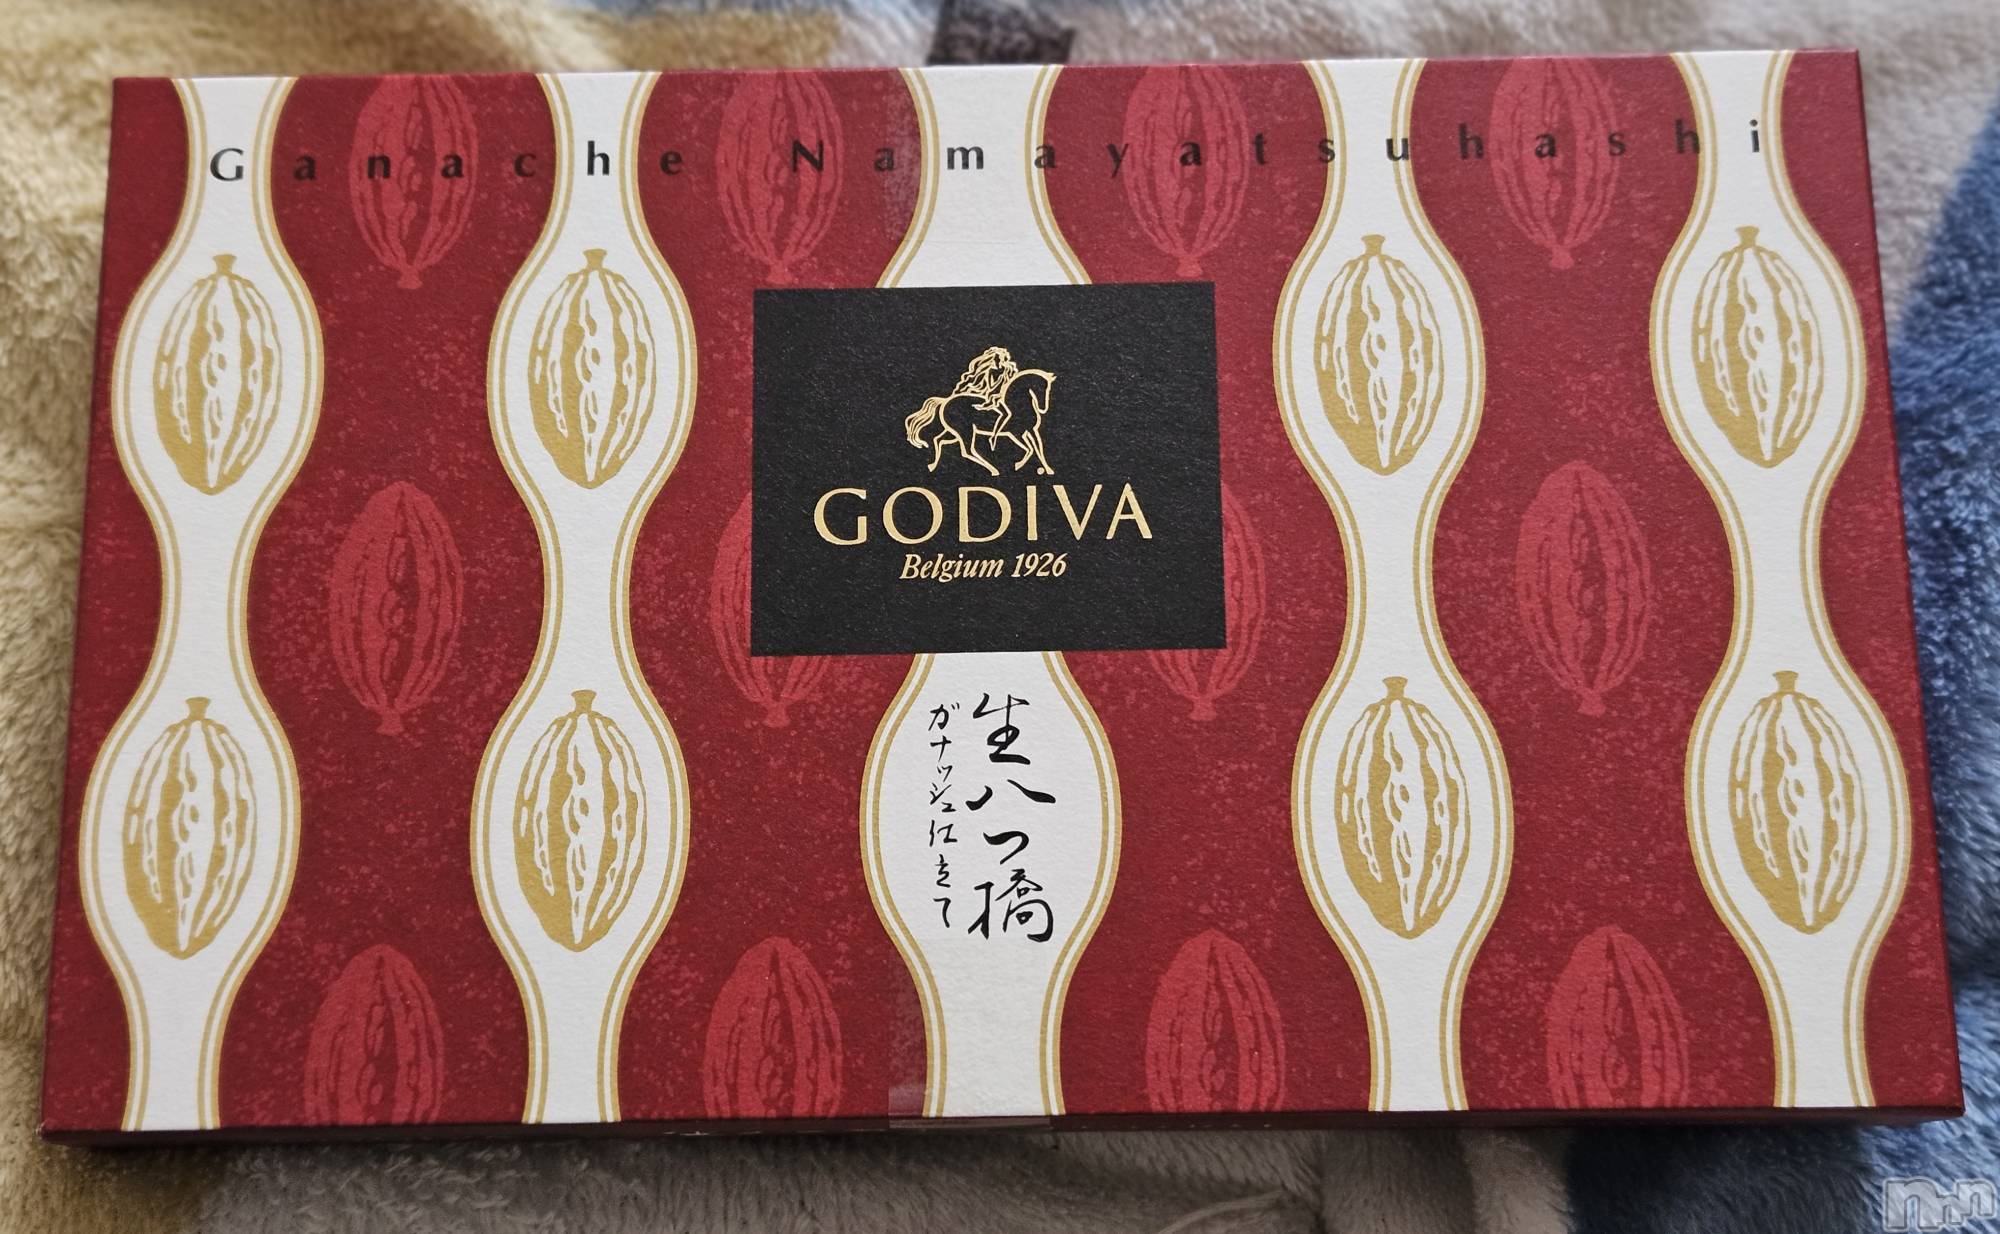 Ganache Namayatsuhashi
GODIVA
Belgium 1926
生八つ橋
ガナッシュ仕立て